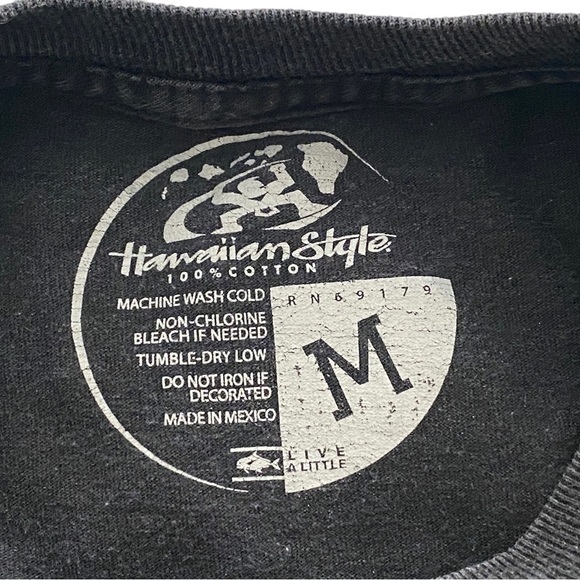 Hawaiian Style
100% COTTON
MACHINE WASH COLD
NON-CHLORINE
BLEACH IF NEEDED
TUMBLE-DRY LOW
DO NOT IRON IF
DECORATED
MADE IN MEXICO
RN69179
M
LIVE
A LITTLE